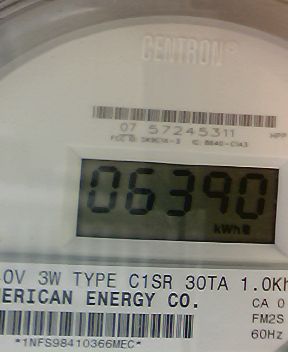 CENTRON®
07 57245311
06390
kWh
0V 3W TYPE C1SR 30TA 1.0Kh
ERICAN ENERGY CO.
CA 0
FM2S
60Hz
*1NFS98410366MEC*